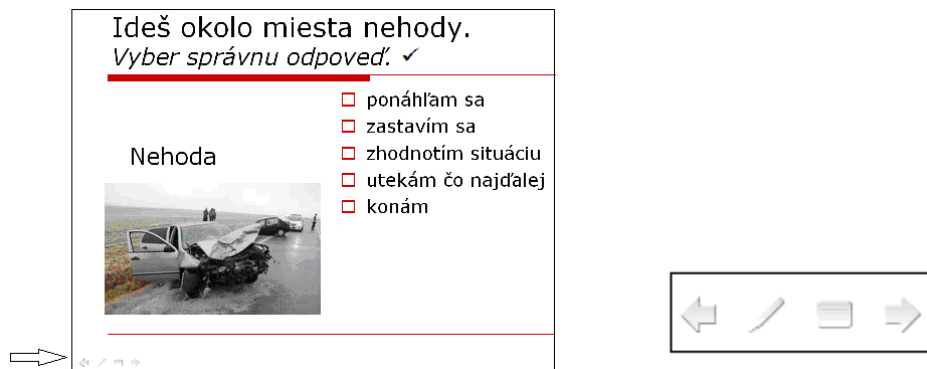 Ideš okolo miesta nehody.
Vyber správnu odpoveď. ✓
ponáhľam sa
zastavím sa
zhodnotím situáciu
utekám čo najďalej
konám
Nehoda